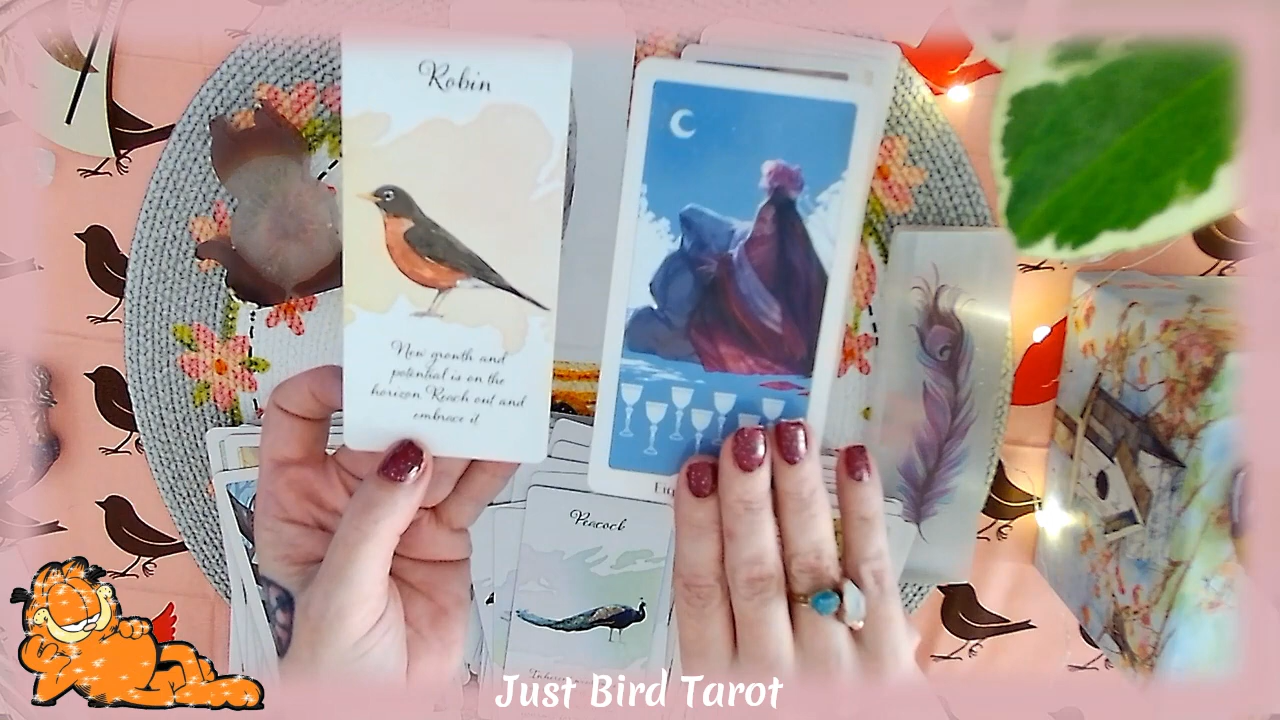 Robin
New growth and
potential is on the
horizon. Reach out and
embrace it
Peacock
Just Bird Tarot